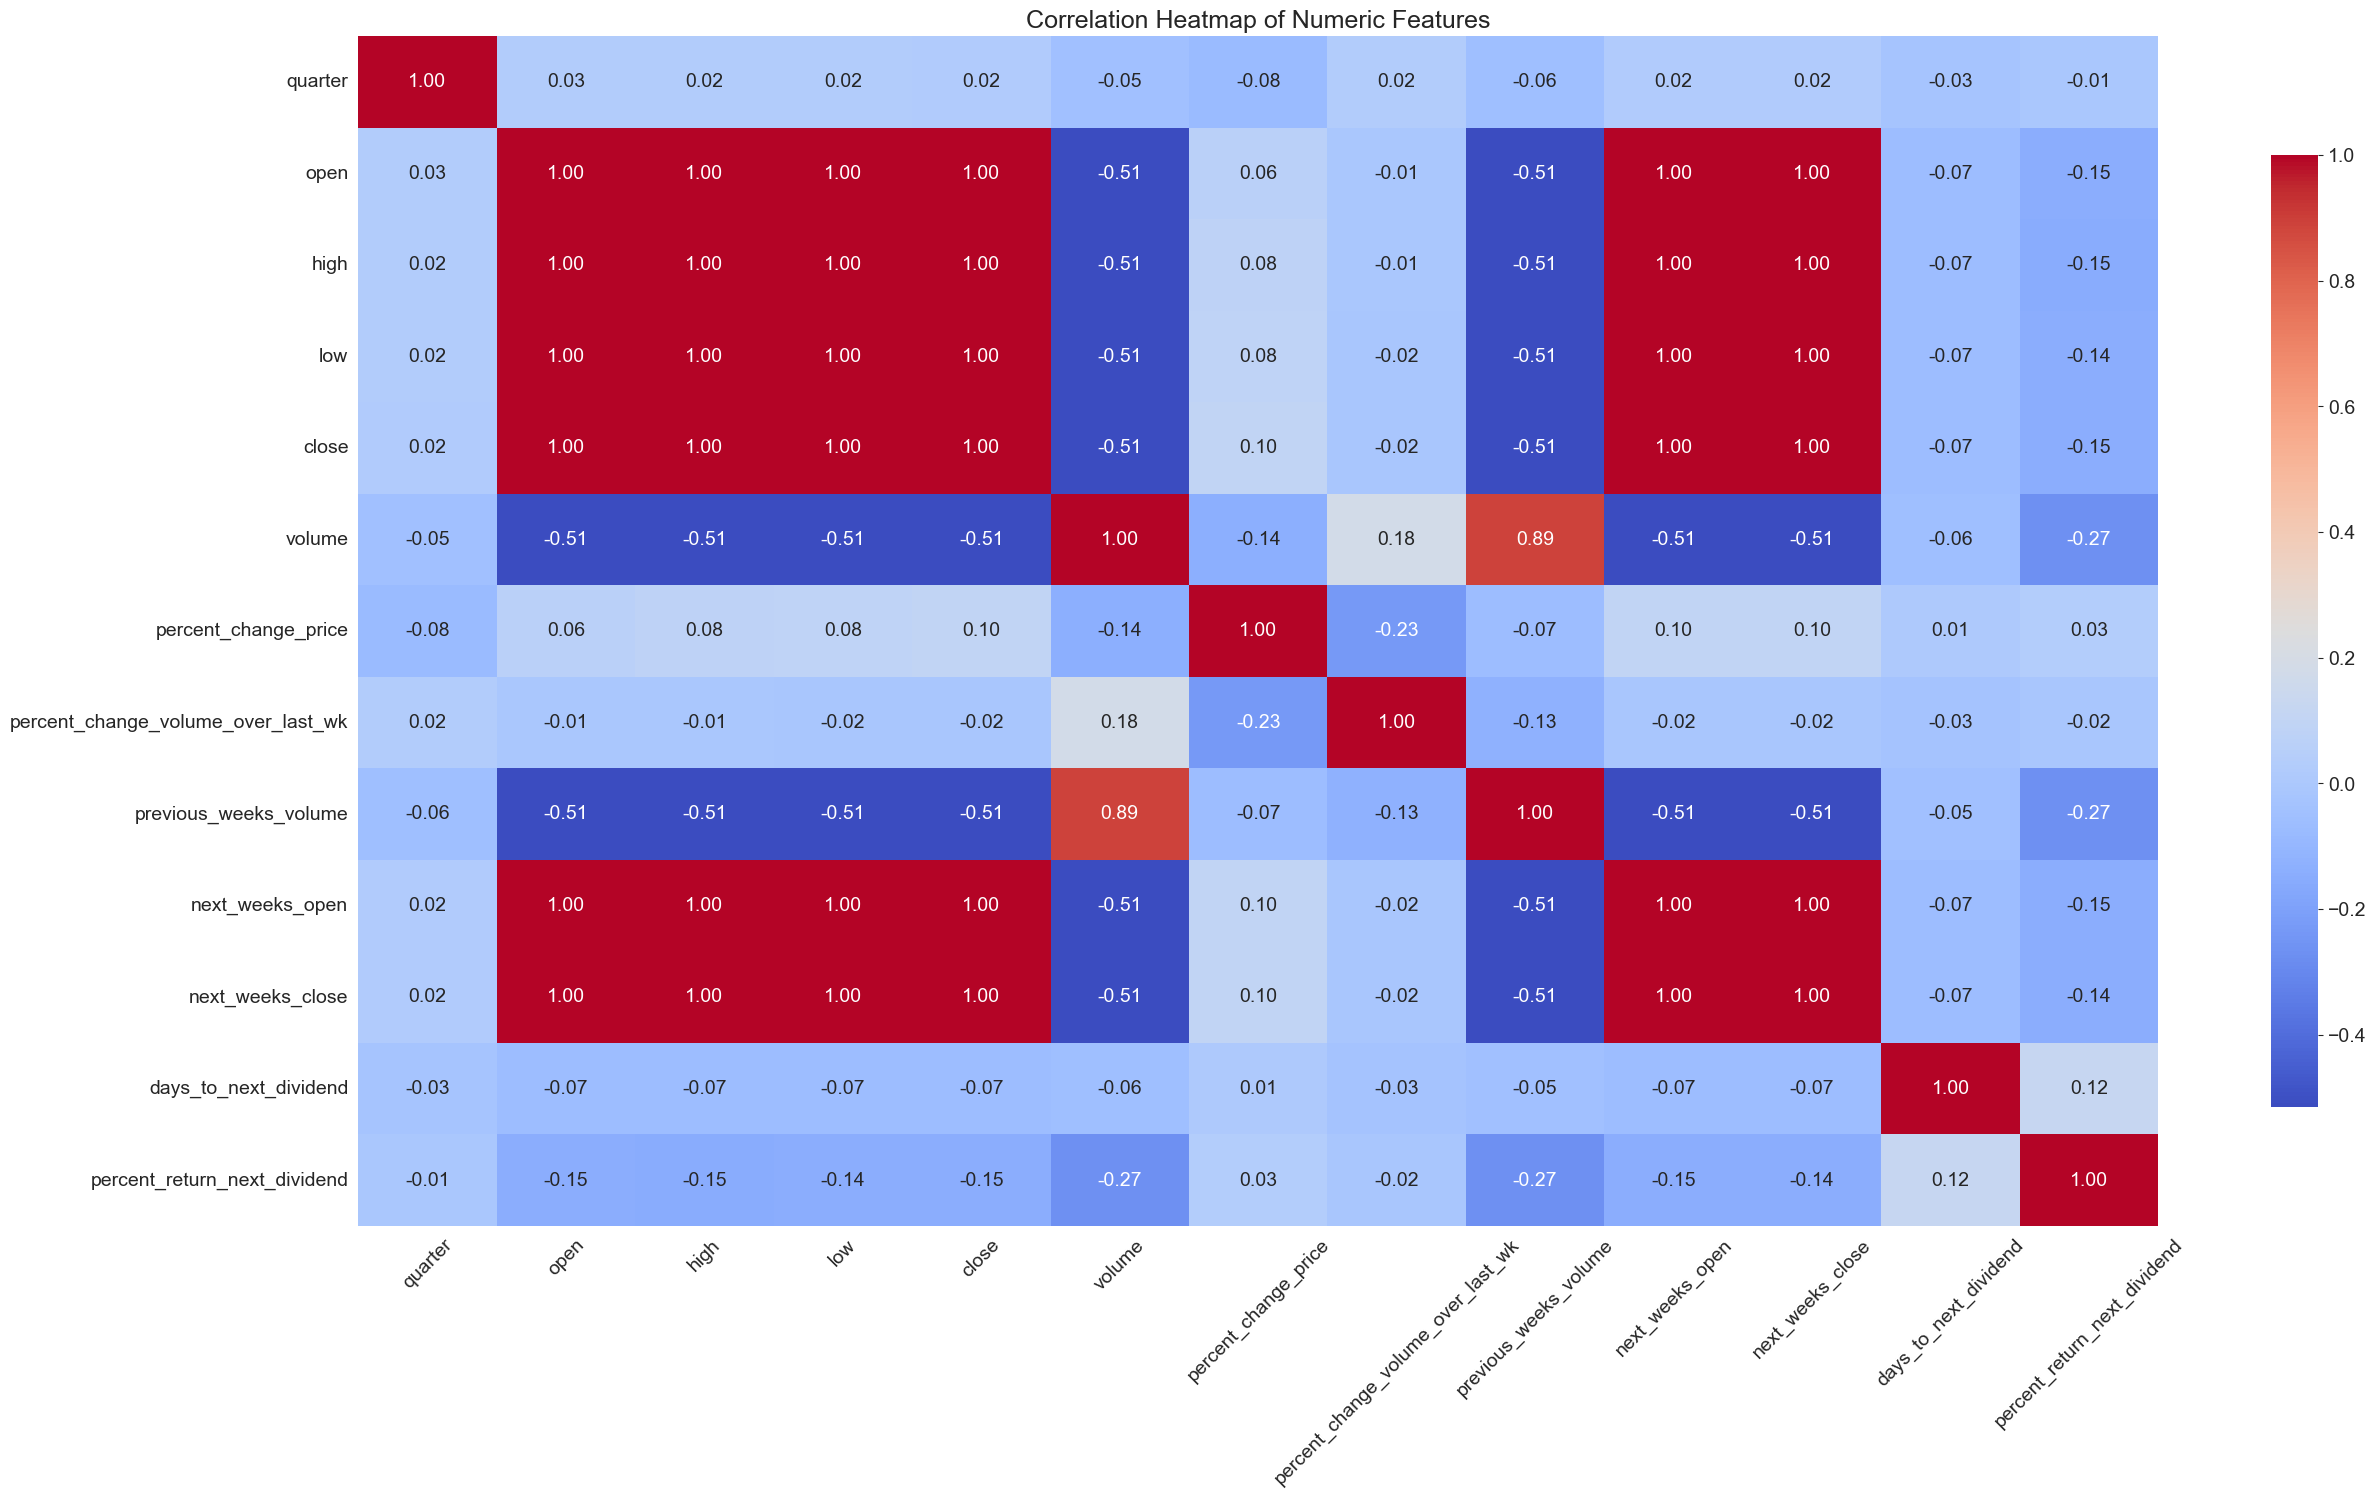 Correlation Heatmap of Numeric Features
quarter 1.00 0.03 0.02 0.02 0.02 -0.05 -0.08 0.02 -0.06 0.02 0.02 -0.03 -0.01
open 0.03 1.00 1.00 1.00 1.00 -0.51 0.06 -0.01 -0.51 1.00 1.00 -0.07 -0.15
high 0.02 1.00 1.00 1.00 1.00 -0.51 0.08 -0.01 -0.51 1.00 1.00 -0.07 -0.15
low 0.02 1.00 1.00 1.00 1.00 -0.51 0.08 -0.02 -0.51 1.00 1.00 -0.07 -0.14
close 0.02 1.00 1.00 1.00 1.00 -0.51 0.10 -0.02 -0.51 1.00 1.00 -0.07 -0.15
volume -0.05 -0.51 -0.51 -0.51 -0.51 1.00 -0.14 0.18 0.89 -0.51 -0.51 -0.06 -0.27
percent_change_price -0.08 0.06 0.08 0.08 0.10 -0.14 1.00 -0.23 -0.07 0.10 0.10 0.01 0.03
percent_change_volume_over_last_wk 0.02 -0.01 -0.01 -0.02 -0.02 0.18 -0.23 1.00 -0.13 -0.02 -0.02 -0.03 -0.02
previous_weeks_volume -0.06 -0.51 -0.51 -0.51 -0.51 0.89 -0.07 -0.13 1.00 -0.51 -0.51 -0.05 -0.27
next_weeks_open 0.02 1.00 1.00 1.00 1.00 -0.51 0.10 -0.02 -0.51 1.00 1.00 -0.07 -0.15
next_weeks_close 0.02 1.00 1.00 1.00 1.00 -0.51 0.10 -0.02 -0.51 1.00 1.00 -0.07 -0.14
days_to_next_dividend -0.03 -0.07 -0.07 -0.07 -0.07 -0.06 0.01 -0.03 -0.05 -0.07 -0.07 1.00 0.12
percent_return_next_dividend -0.01 -0.15 -0.15 -0.14 -0.15 -0.27 0.03 -0.02 -0.27 -0.15 -0.14 0.12 1.00
quarter
open
high
low
close
volume
percent_change_price
percent_change_volume_over_last_wk
previous_weeks_volume
next_weeks_open
next_weeks_close
days_to_next_dividend
percent_return_next_dividend
1.0
0.8
0.6
0.4
0.2
0.0
−0.2
−0.4